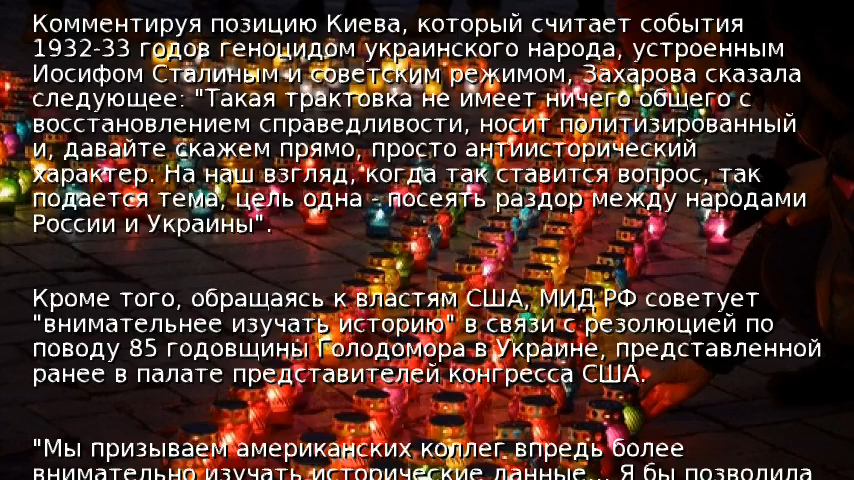 Комментируя позицию Киева, который считает события
1932-33 годов геноцидом украинского народа, устроенным
Иосифом Сталиным и советским режимом, Захарова сказала
следующее: "Такая трактовка не имеет ничего общего с
восстановлением справедливости, носит политизированный
и, давайте скажем прямо, просто антиисторический
характер. На наш взгляд, когда так ставится вопрос, так
подается тема, цель одна - посеять раздор между народами
России и Украины".
Кроме того, обращаясь к властям США, МИД РФ советует
"внимательнее изучать историю" в связи с резолюцией по
поводу 85 годовщины Голодомора в Украине, представленной
ранее в палате представителей конгресса США.
"Мы призываем американских коллег впредь более
внимательно изучать исторические данные... Я бы позволила